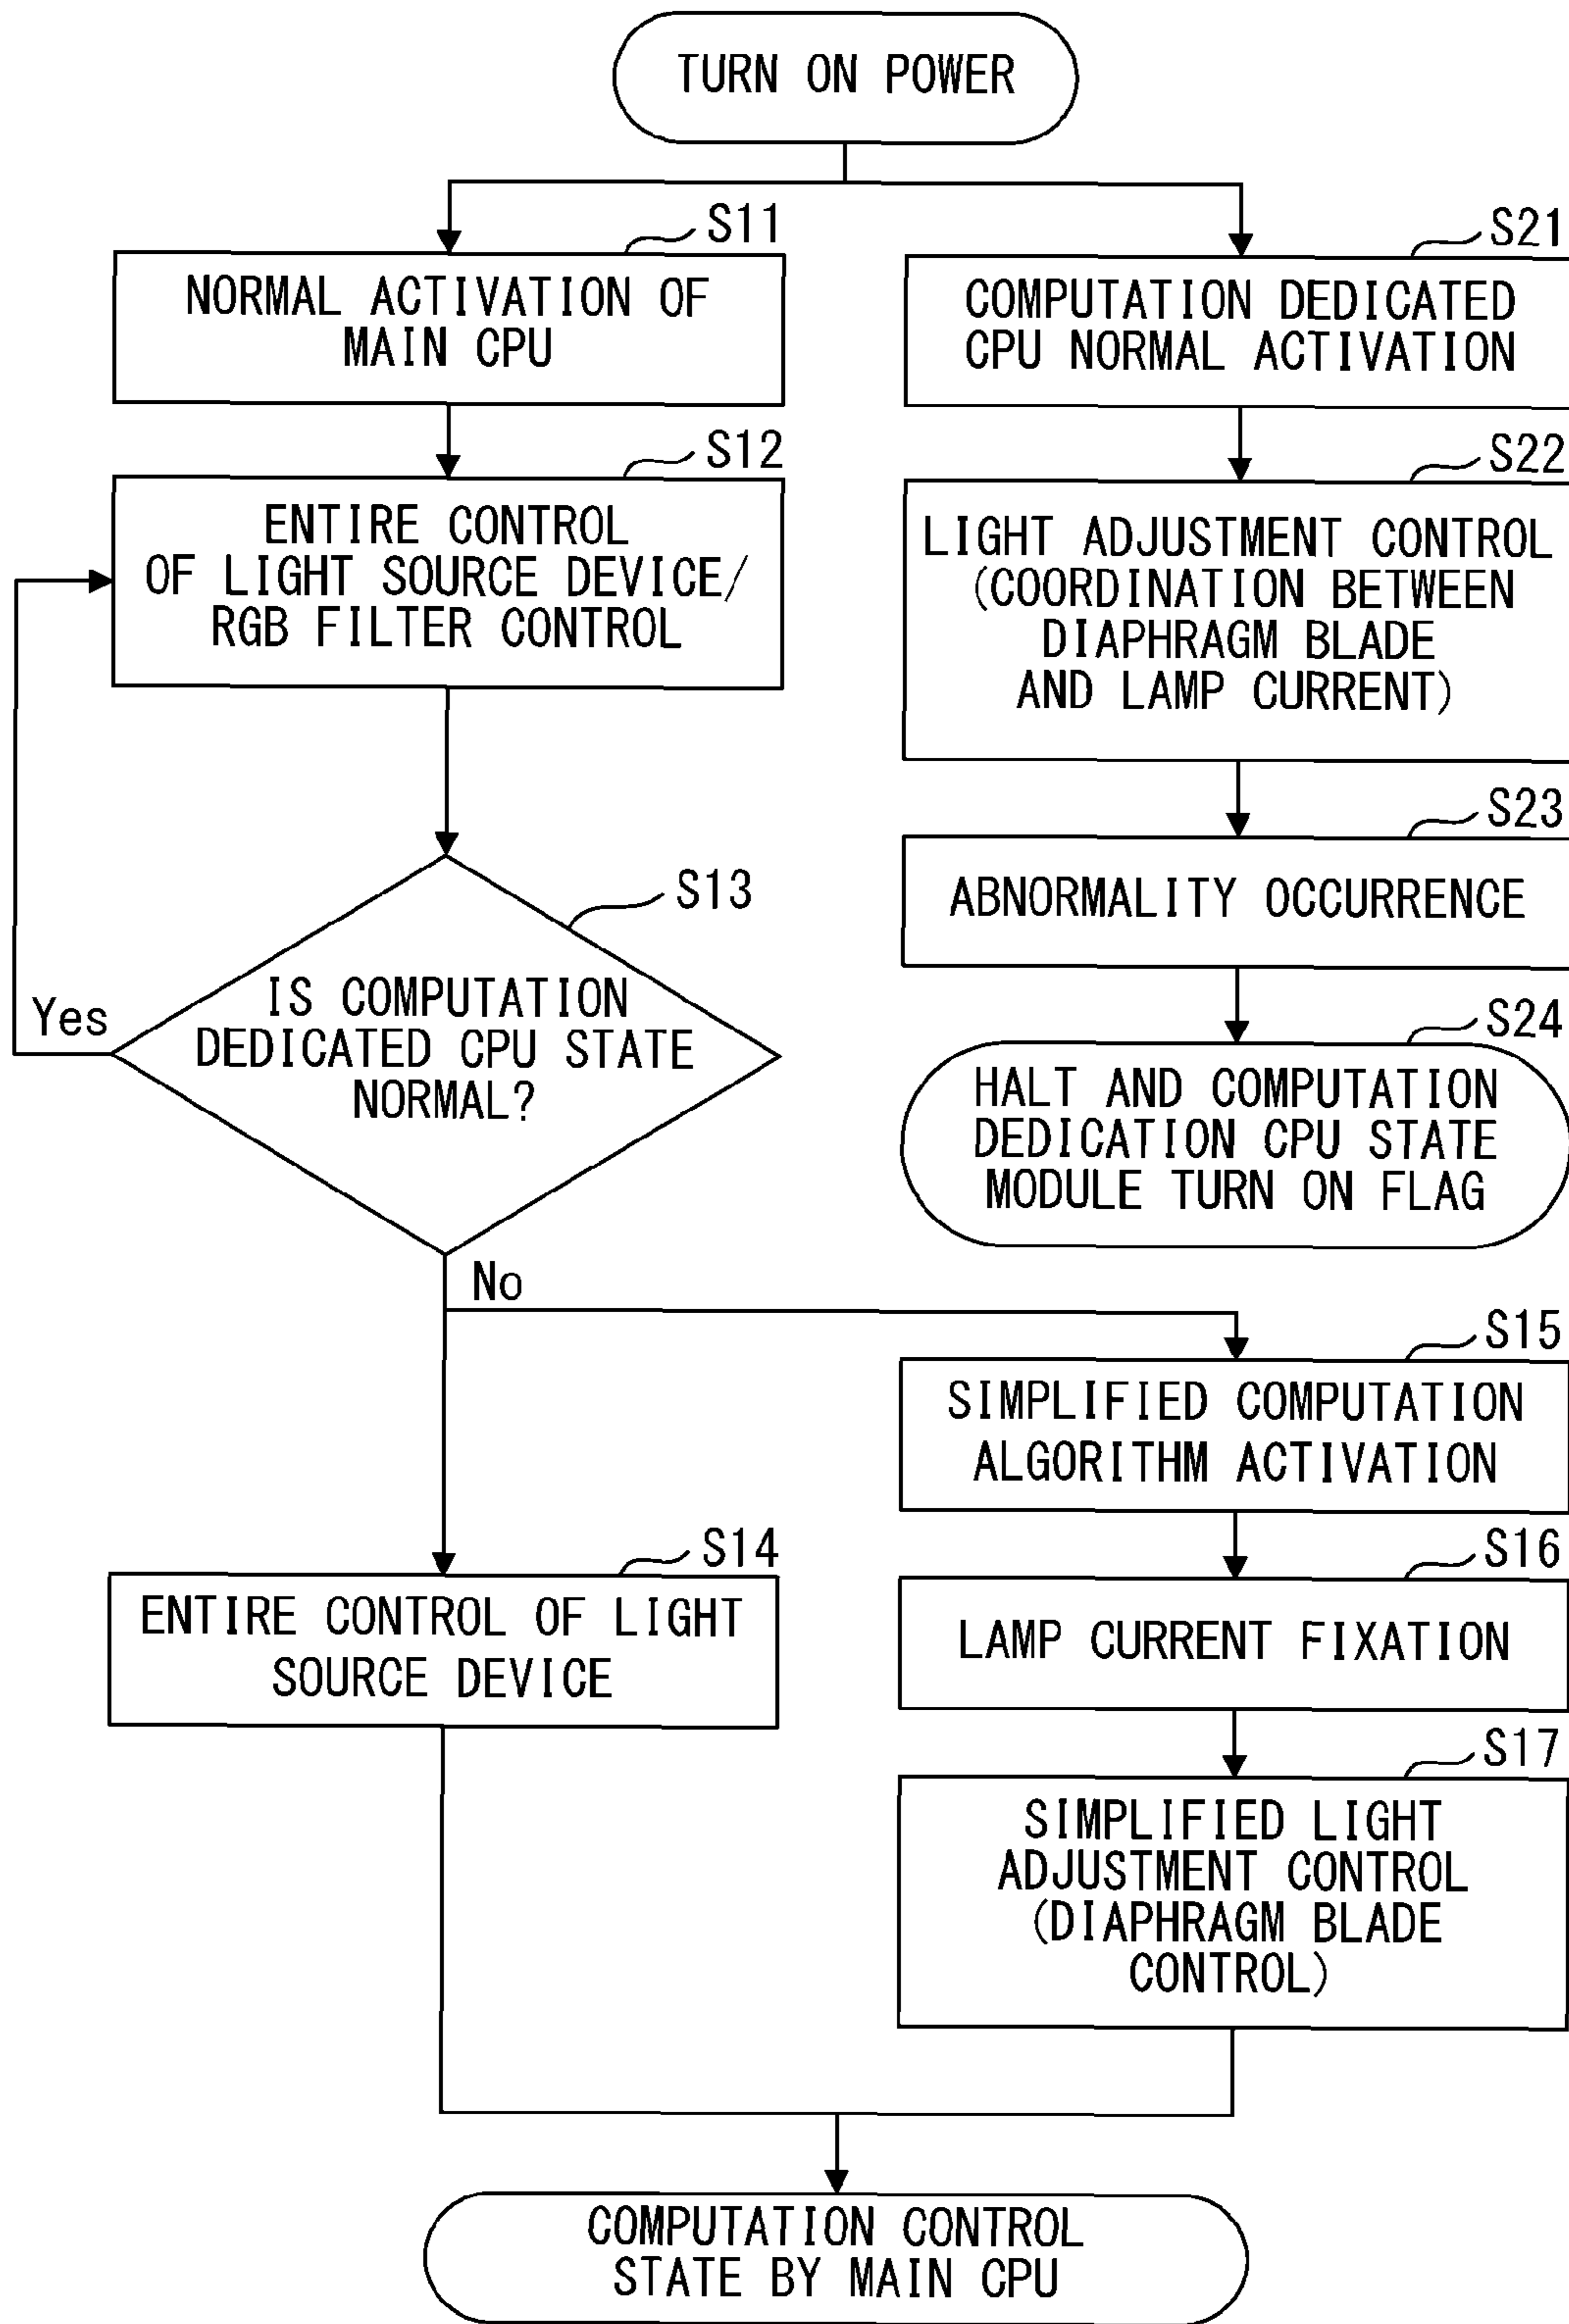 TURN ON POWER
S11
NORMAL ACTIVATION OF
MAIN CPU
S12
ENTIRE CONTROL
OF LIGHT SOURCE DEVICE/
RGB FILTER CONTROL
S13
IS COMPUTATION
DEDICATED CPU STATE
NORMAL?
Yes
No
S21
COMPUTATION DEDICATED
CPU NORMAL ACTIVATION
S22
LIGHT ADJUSTMENT CONTROL
(COORDINATION BETWEEN
DIAPHRAGM BLADE
AND LAMP CURRENT)
S23
ABNORMALITY OCCURRENCE
S24
HALT AND COMPUTATION
DEDICATION CPU STATE
MODULE TURN ON FLAG
S14
ENTIRE CONTROL OF LIGHT
SOURCE DEVICE
S15
SIMPLIFIED COMPUTATION
ALGORITHM ACTIVATION
S16
LAMP CURRENT FIXATION
S17
SIMPLIFIED LIGHT
ADJUSTMENT CONTROL
(DIAPHRAGM BLADE
CONTROL)
COMPUTATION CONTROL
STATE BY MAIN CPU